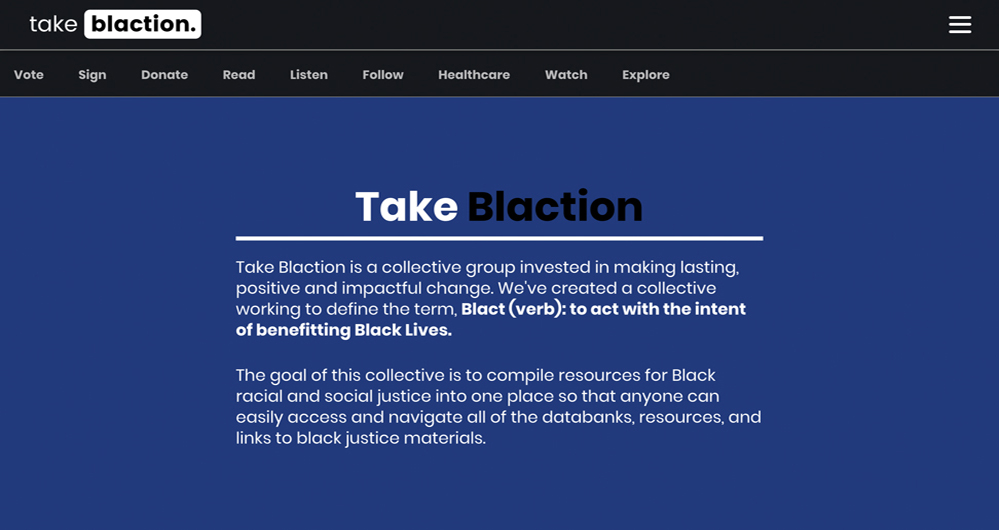 take blaction.
Vote Sign Donate Read Listen Follow Healthcare Watch Explore
Take Blaction
Take Blaction is a collective group invested in making lasting,
positive and impactful change. We've created a collective
working to define the term, Blact (verb): to act with the intent
of benefitting Black Lives.
The goal of this collective is to compile resources for Black
racial and social justice into one place so that anyone can
easily access and navigate all of the databanks, resources, and
links to black justice materials.